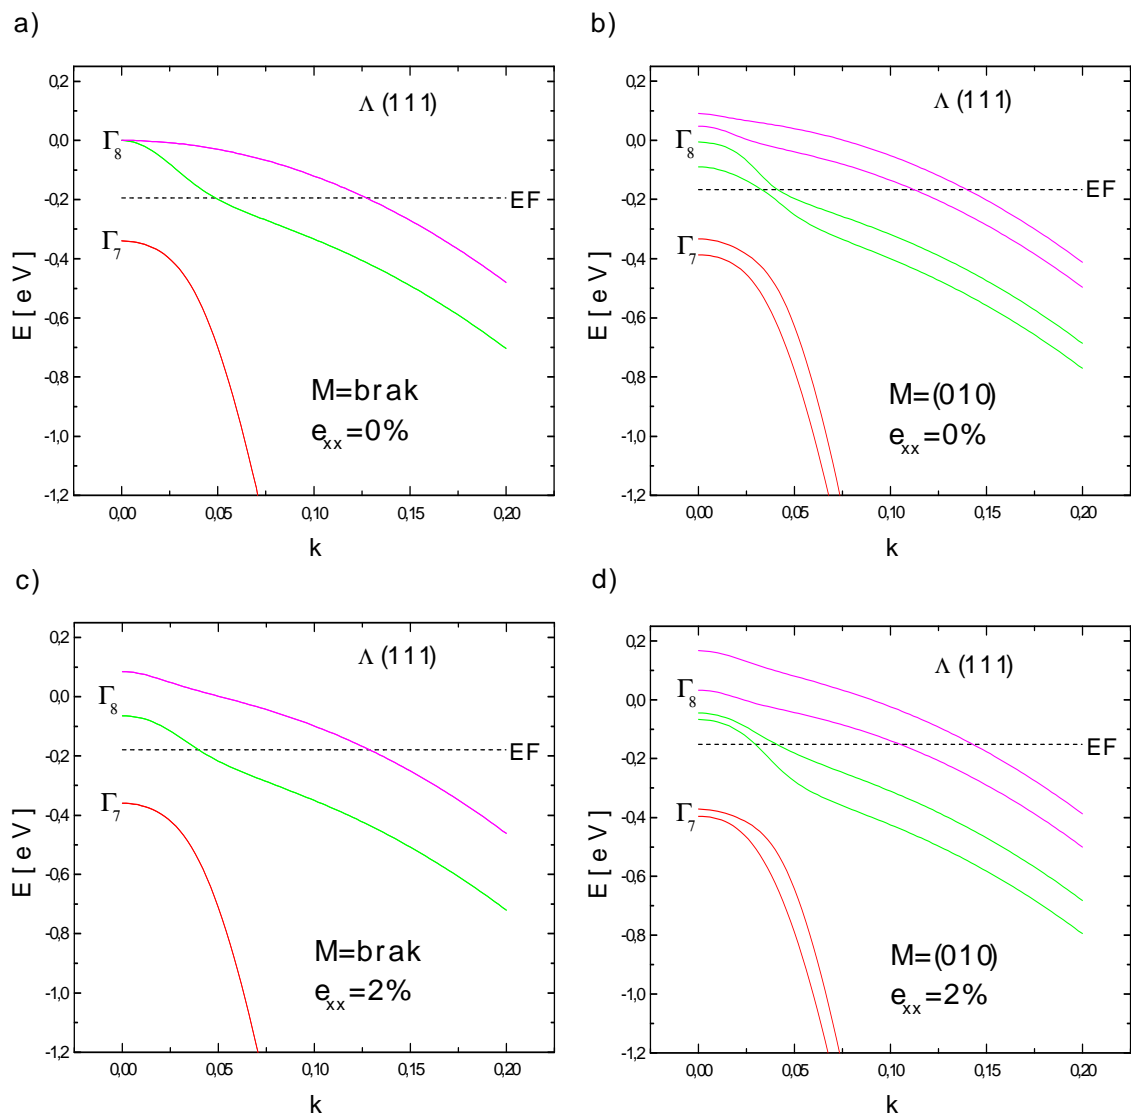 a)
Λ (111)
0,2
0,0
-0,2
-0,4
-0,6
-0,8
-1,0
-1,2
Γ8
Γ7
EF
E [ eV ]
M=brak
exx=0%
0,00 0,05 0,10 0,15 0,20
k
b)
Λ (111)
0,2
0,0
-0,2
-0,4
-0,6
-0,8
-1,0
-1,2
Γ8
Γ7
EF
E [ eV ]
M=(010)
exx=0%
0,00 0,05 0,10 0,15 0,20
k
c)
Λ (111)
0,2
0,0
-0,2
-0,4
-0,6
-0,8
-1,0
-1,2
Γ8
Γ7
EF
E [ eV ]
M=brak
exx=2%
0,00 0,05 0,10 0,15 0,20
k
d)
Λ (111)
0,2
0,0
-0,2
-0,4
-0,6
-0,8
-1,0
-1,2
Γ8
Γ7
EF
E [ eV ]
M=(010)
exx=2%
0,00 0,05 0,10 0,15 0,20
k